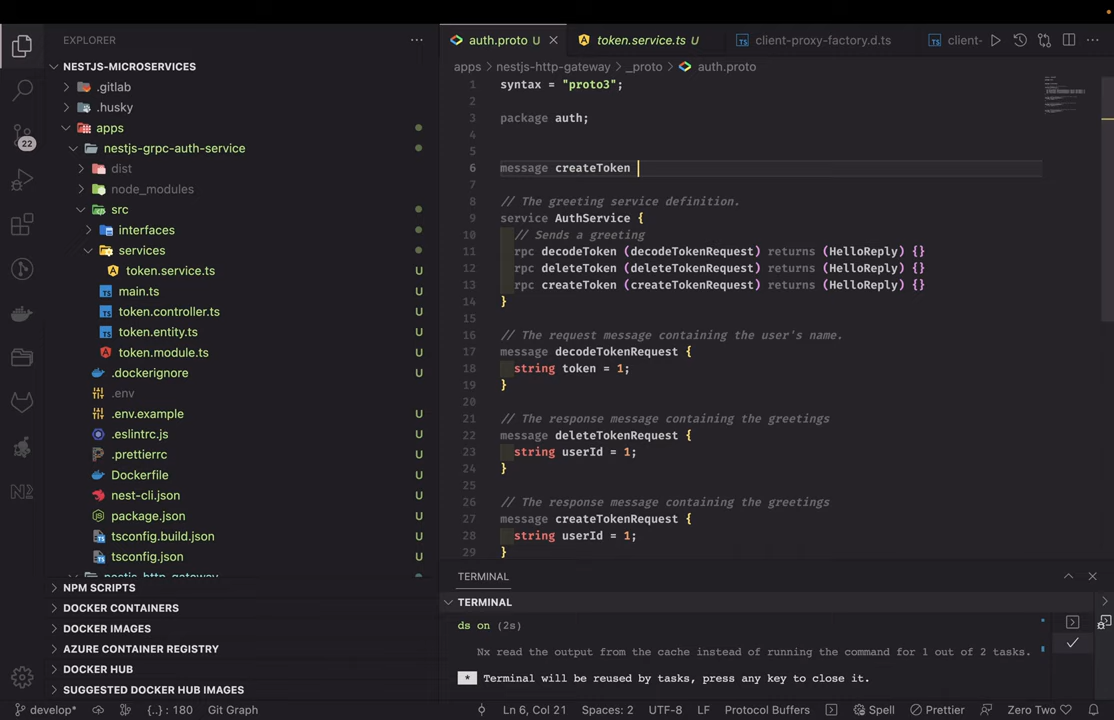 EXPLORER
NESTJS-MICROSERVICES
.gitlab
.husky
apps
nestjs-grpc-auth-service
dist
node_modules
src
interfaces
services
token.service.ts U
main.ts U
token.controller.ts U
token.entity.ts U
token.module.ts U
.dockerignore U
.env
.env.example U
.eslintrc.js U
.prettierrc U
Dockerfile U
nest-cli.json U
package.json U
tsconfig.build.json U
tsconfig.json U
nestjs-http-gateway
NPM SCRIPTS
DOCKER CONTAINERS
DOCKER IMAGES
AZURE CONTAINER REGISTRY
DOCKER HUB
SUGGESTED DOCKER HUB IMAGES
22
auth.proto U
token.service.ts U
client-proxy-factory.d.ts
client-
apps > nestjs-http-gateway > _proto > auth.proto
1 syntax = "proto3";
2
3 package auth;
4
5
6 message createToken
7
8 // The greeting service definition.
9 service AuthService {
10 // Sends a greeting
11 rpc decodeToken (decodeTokenRequest) returns (HelloReply) {}
12 rpc deleteToken (deleteTokenRequest) returns (HelloReply) {}
13 rpc createToken (createTokenRequest) returns (HelloReply) {}
14 }
15
16 // The request message containing the user's name.
17 message decodeTokenRequest {
18 string token = 1;
19 }
20
21 // The response message containing the greetings
22 message deleteTokenRequest {
23 string userId = 1;
24 }
25
26 // The response message containing the greetings
27 message createTokenRequest {
28 string userId = 1;
29 }
TERMINAL
TERMINAL
ds on (2s)
Nx read the output from the cache instead of running the command for 1 out of 2 tasks.
* Terminal will be reused by tasks, press any key to close it.
develop*
{..} : 180
Git Graph
Ln 6, Col 21
Spaces: 2
UTF-8
LF
Protocol Buffers
Spell
Prettier
Zero Two